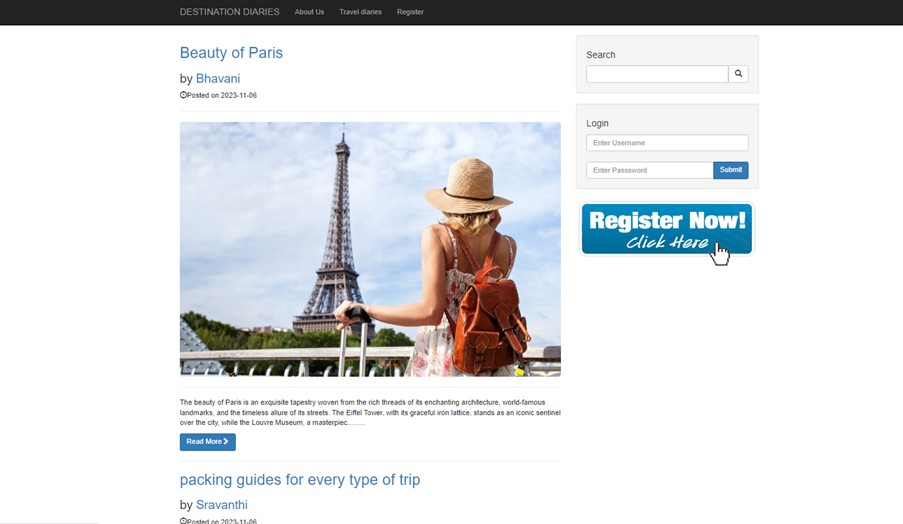 DESTINATION DIARIES About Us Travel diaries Register
Beauty of Paris
by Bhavani
Posted on 2023-11-06
The beauty of Paris is an exquisite tapestry woven from the rich threads of its enchanting architecture, world-famous
landmarks, and the timeless allure of its streets. The Eiffel Tower, with its graceful iron lattice, stands as an iconic sentinel
over the city, while the Louvre Museum, a masterpiec.........
Read More
packing guides for every type of trip
by Sravanthi
Posted on 2023-11-06
Search
Login
Enter Username
Enter Password Submit
Register Now!
Click Here